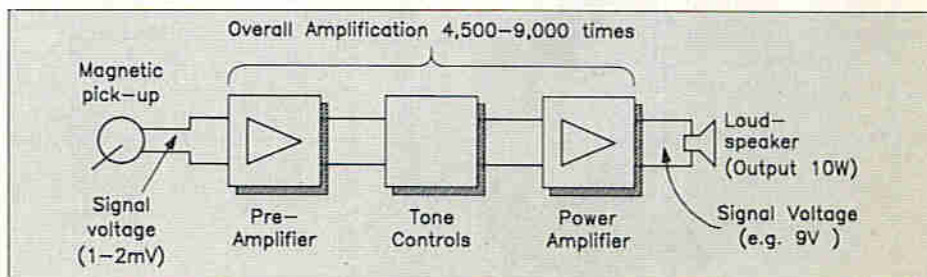 Overall Amplification 4,500–9,000 times
Magnetic
pick-up
Signal
voltage
(1-2mV)
Pre-
Amplifier
Tone
Controls
Power
Amplifier
Loud-
speaker
(Output 10W)
Signal Voltage
(e.g. 9V )